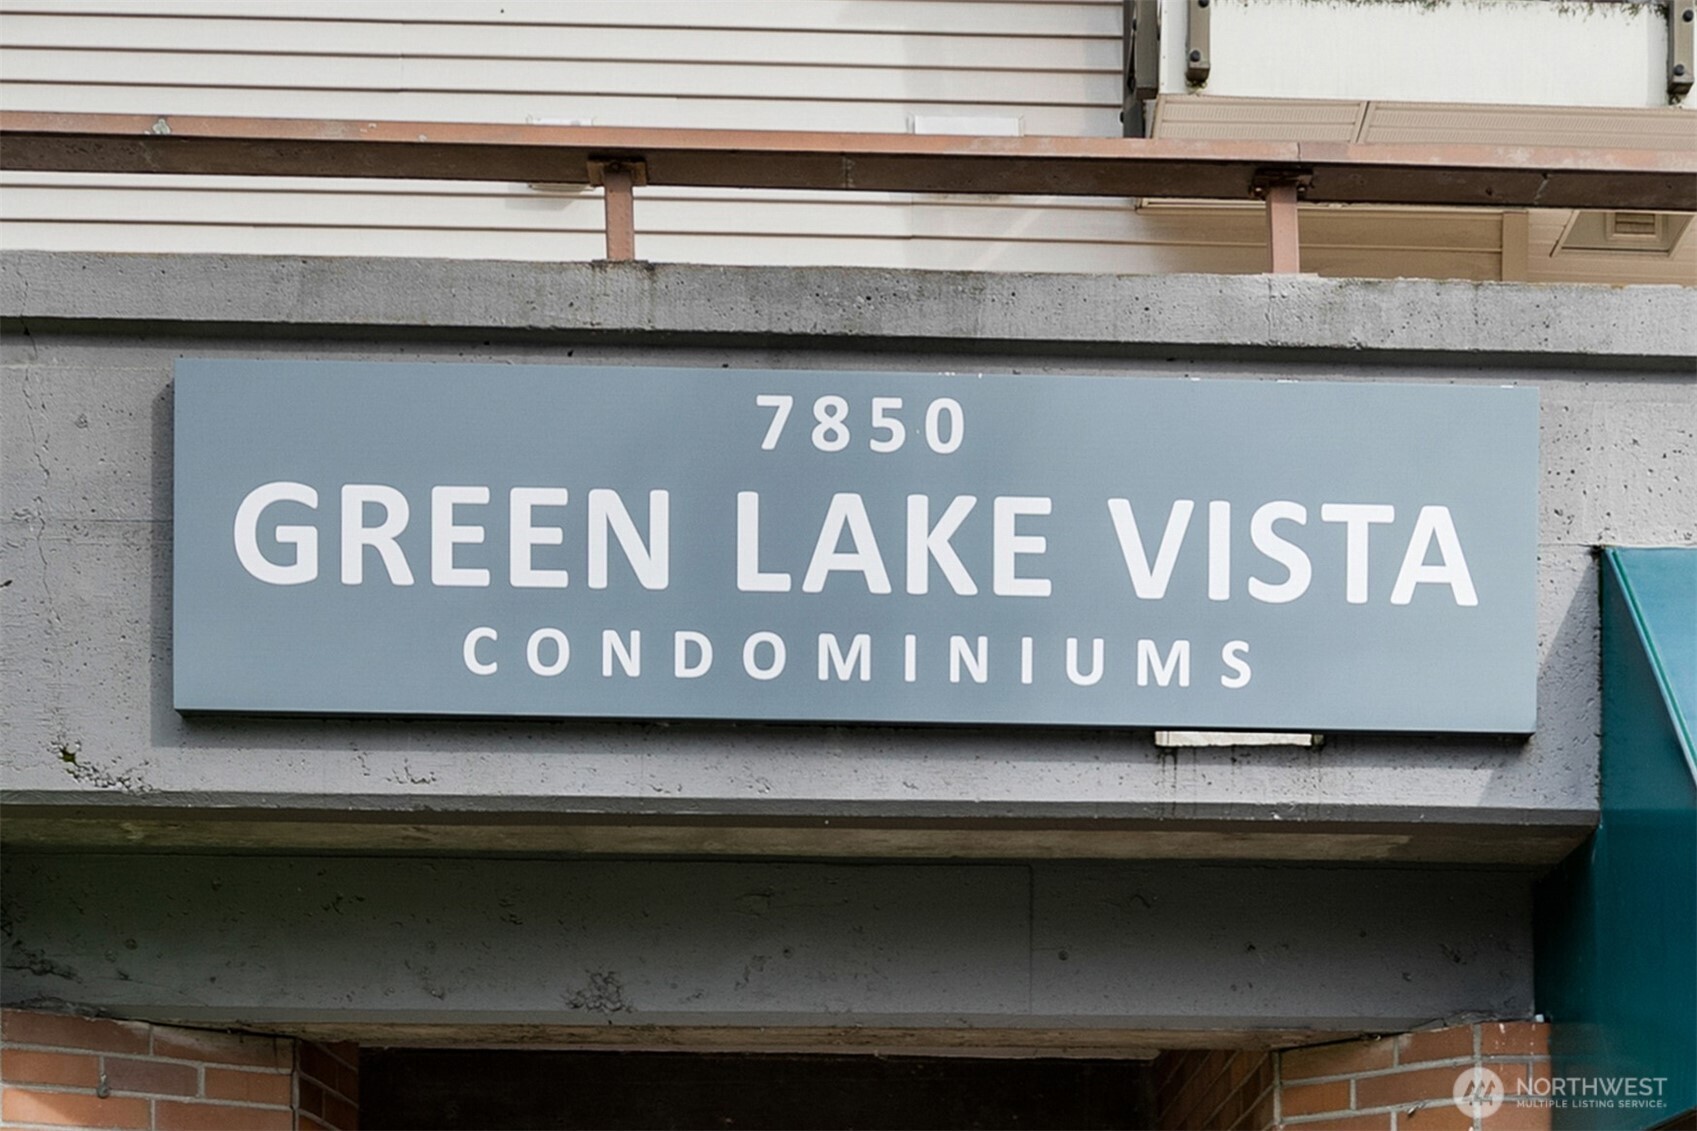 7850
GREEN LAKE VISTA
CONDOMINIUMS
NORTHWEST
MULTIPLE LISTING SERVICE